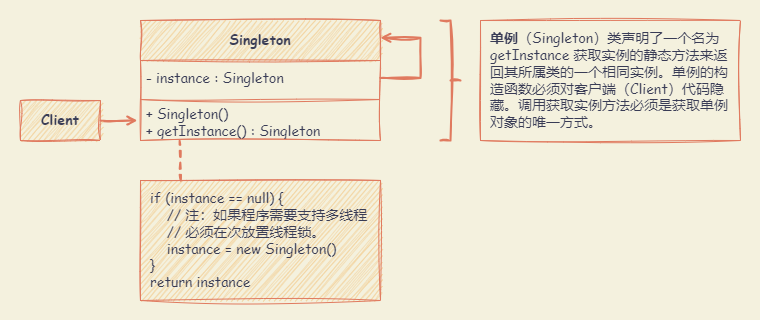 Singleton
- instance : Singleton
+ Singleton()
+ getInstance() : Singleton
Client
单例（Singleton）类声明了一个名为
getInstance 获取实例的静态方法来返
回其所属类的一个相同实例。单例的构
造函数必须对客户端（Client）代码隐
藏。调用获取实例方法必须是获取单例
对象的唯一方式。
if (instance == null) {
// 注：如果程序需要支持多线程
// 必须在次放置线程锁。
instance = new Singleton()
}
return instance